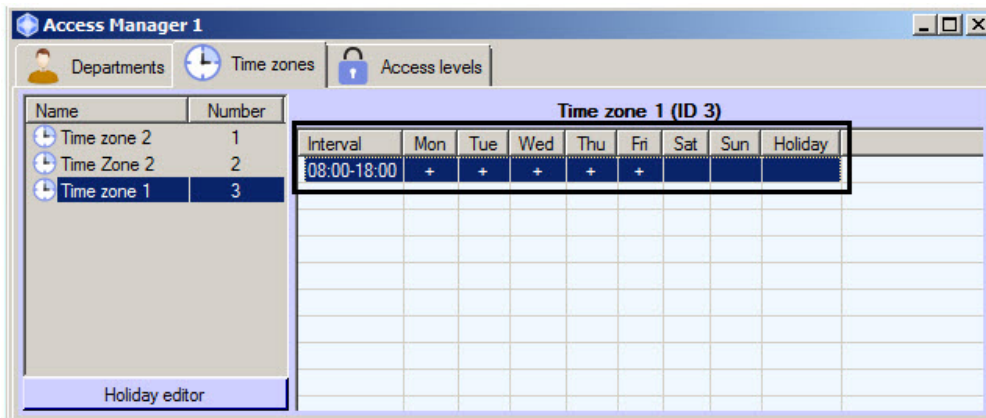 Access Manager 1
Departments Time zones Access levels
Name Number
Time zone 2 1
Time Zone 2 2
Time zone 1 3
Holiday editor
Time zone 1 (ID 3)
Interval Mon Tue Wed Thu Fri Sat Sun Holiday
08:00-18:00 + + + + +